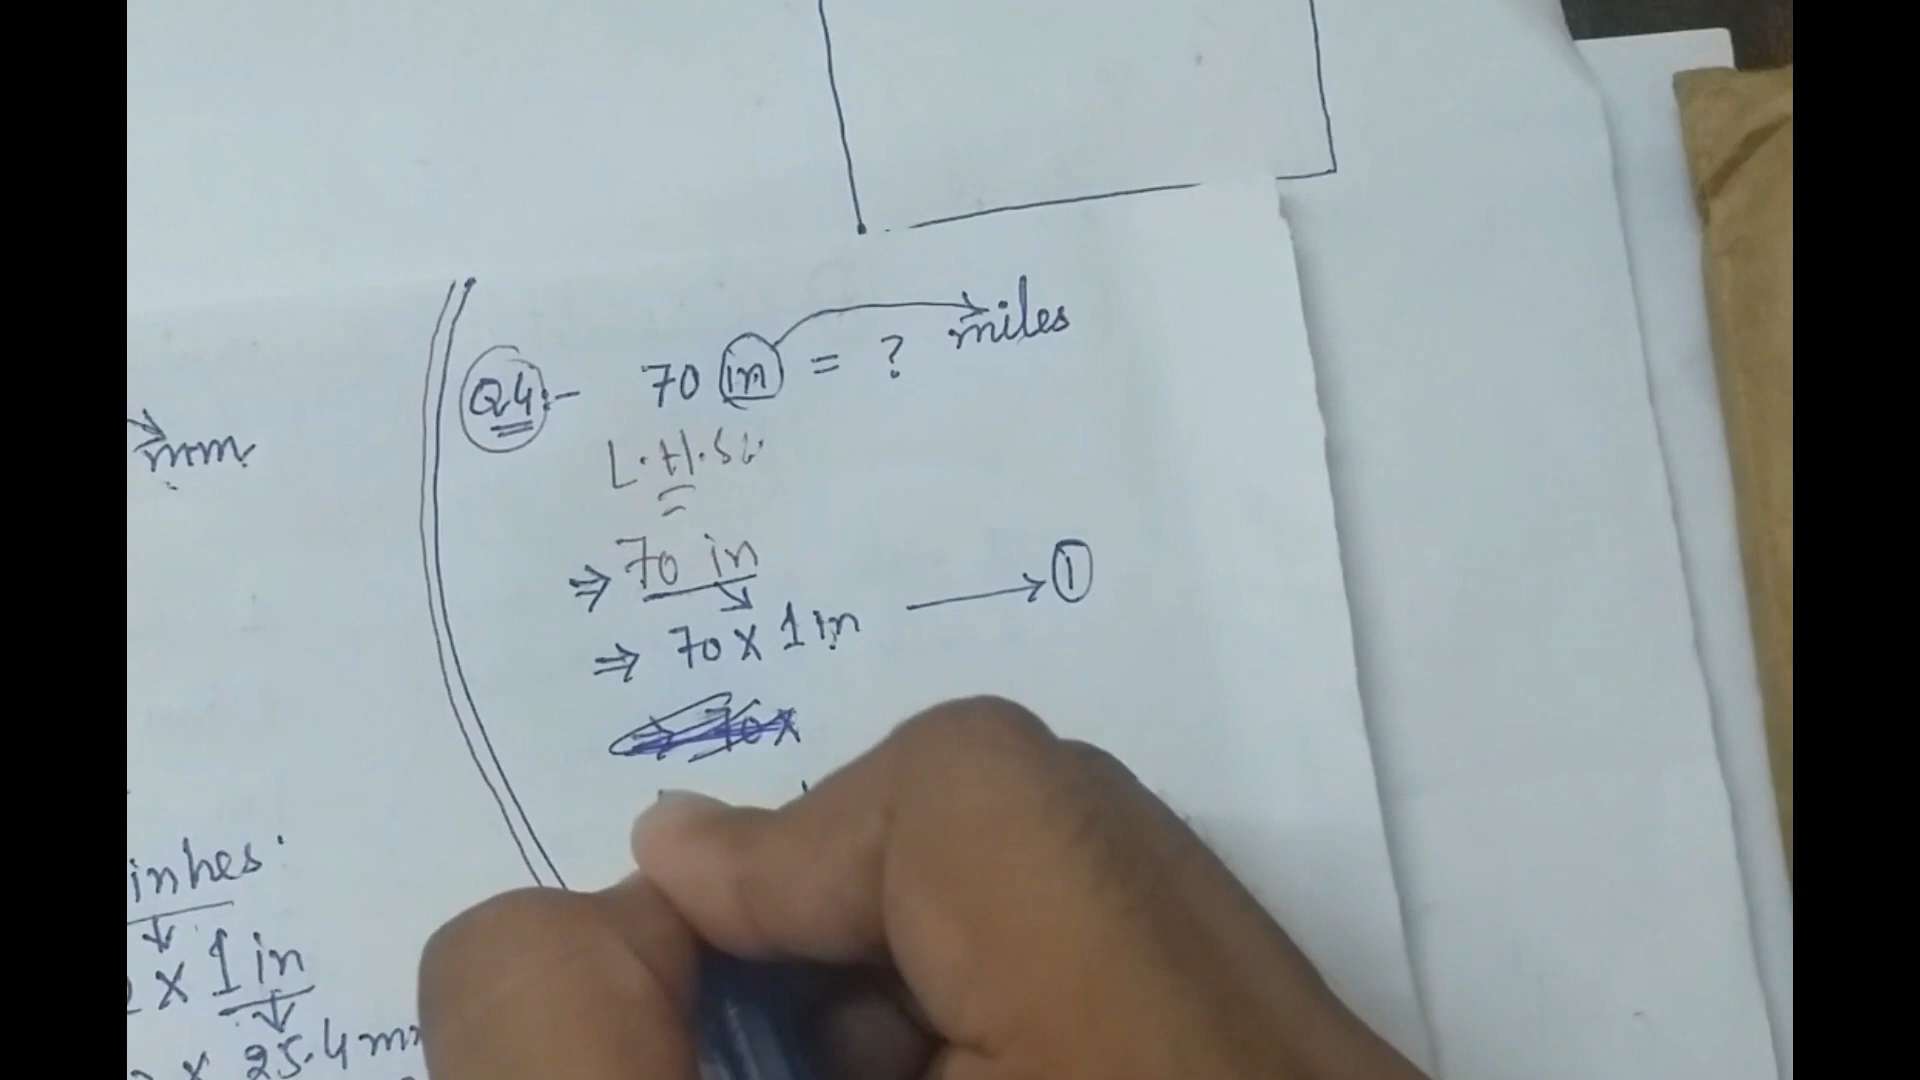 Q4:- 70 in = ? miles
L.H.S
⇒ 70 in
⇒ 70 x 1 in → 1
mm
inhes.
x 1 in
x 25.4 mm